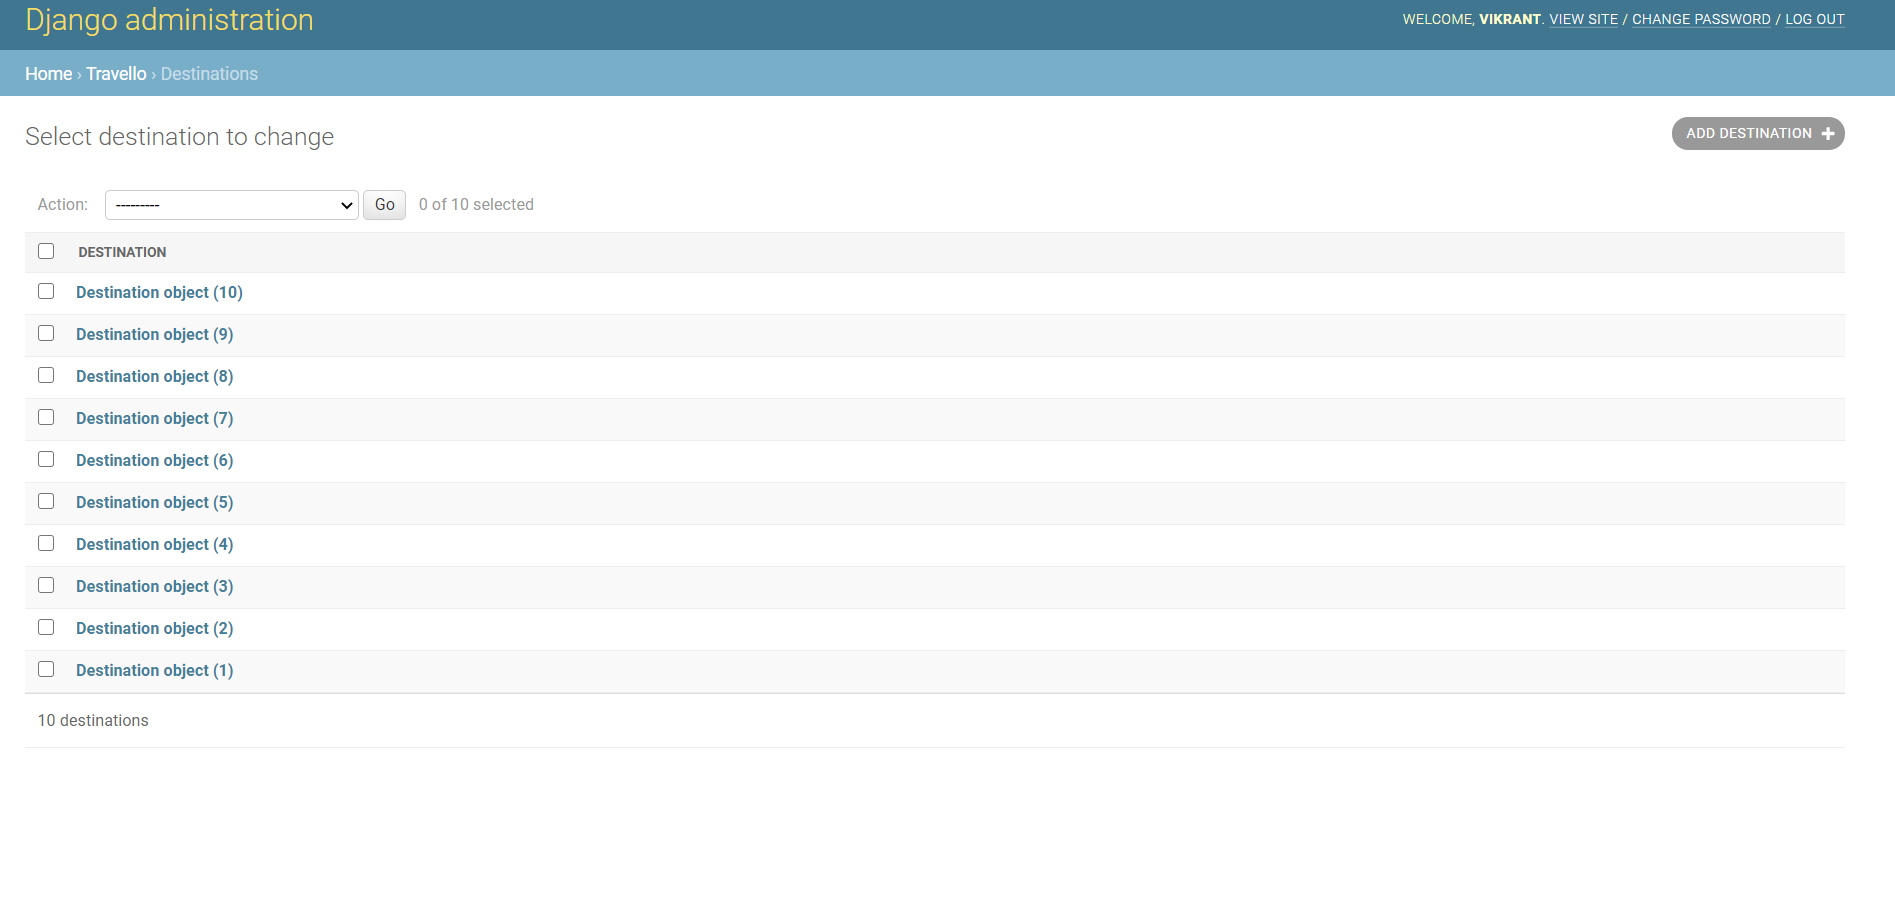 Django administration
WELCOME, VIKRANT. VIEW SITE / CHANGE PASSWORD / LOG OUT
Home › Travello › Destinations
Select destination to change
ADD DESTINATION +
Action: --------- Go 0 of 10 selected
DESTINATION
Destination object (10)
Destination object (9)
Destination object (8)
Destination object (7)
Destination object (6)
Destination object (5)
Destination object (4)
Destination object (3)
Destination object (2)
Destination object (1)
10 destinations